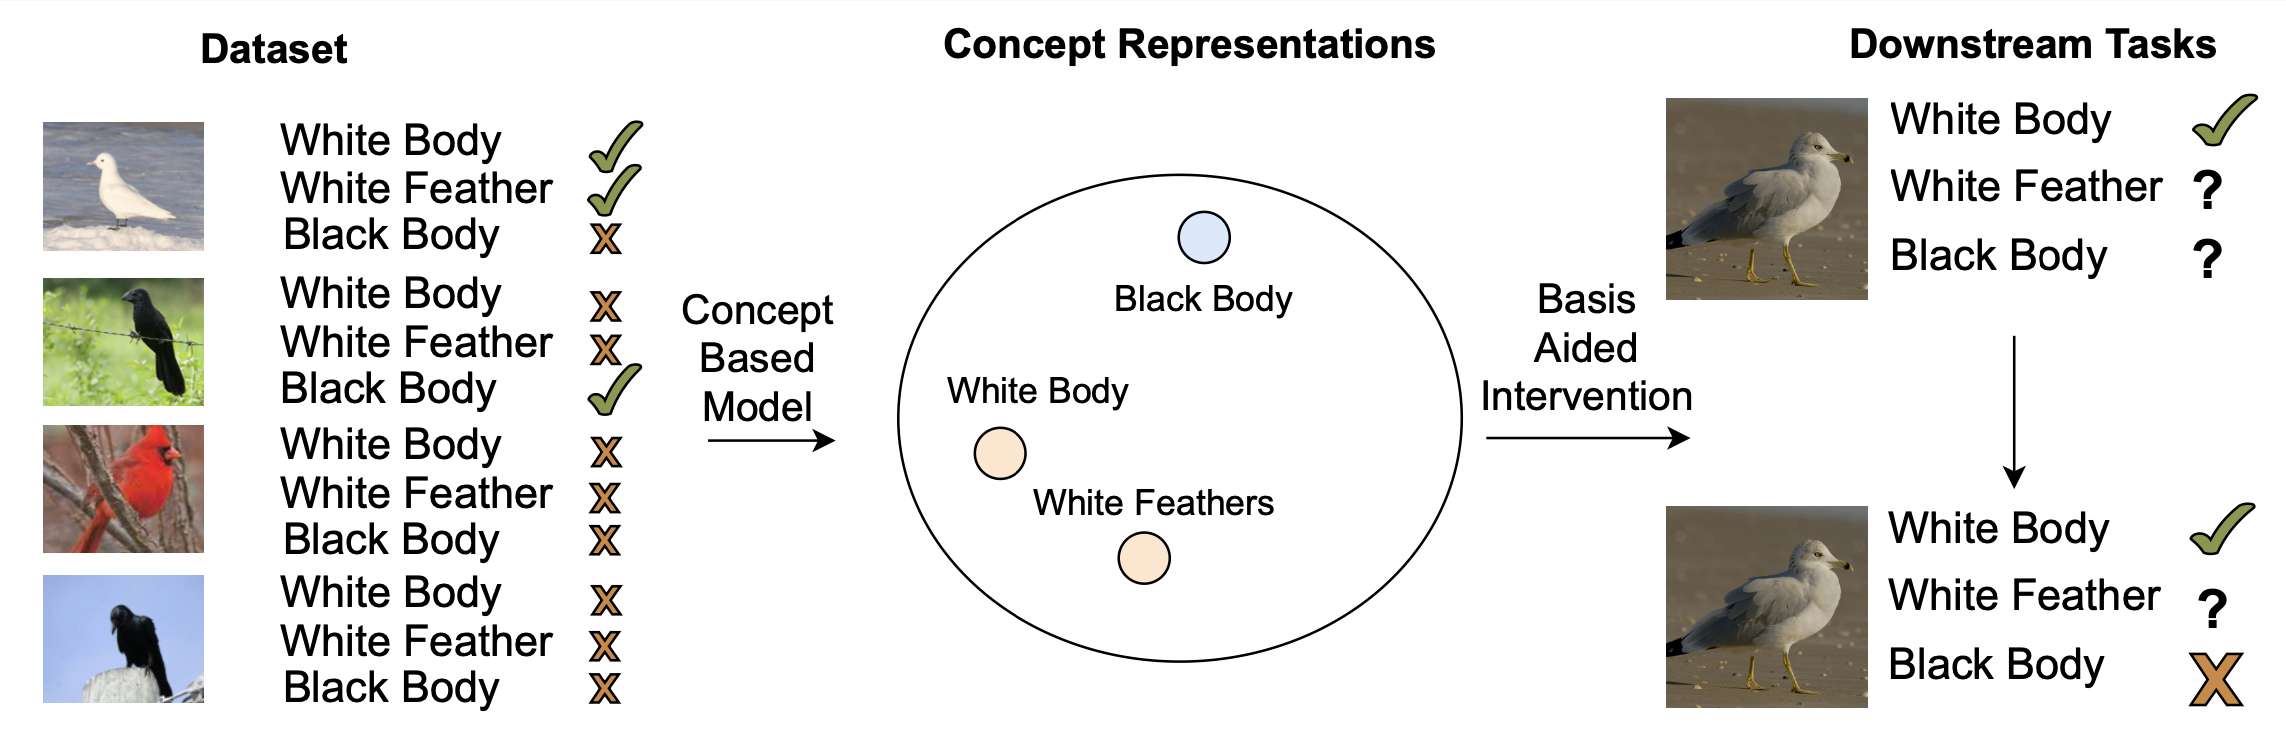 Dataset
Concept Representations
Downstream Tasks
White Body
White Feather
Black Body
White Body
White Feather
Black Body
White Body
White Feather
Black Body
White Body
White Feather
Black Body
Concept
Based
Model
Black Body
White Body
White Feathers
Basis
Aided
Intervention
White Body
White Feather ?
Black Body ?
White Body
White Feather ?
Black Body